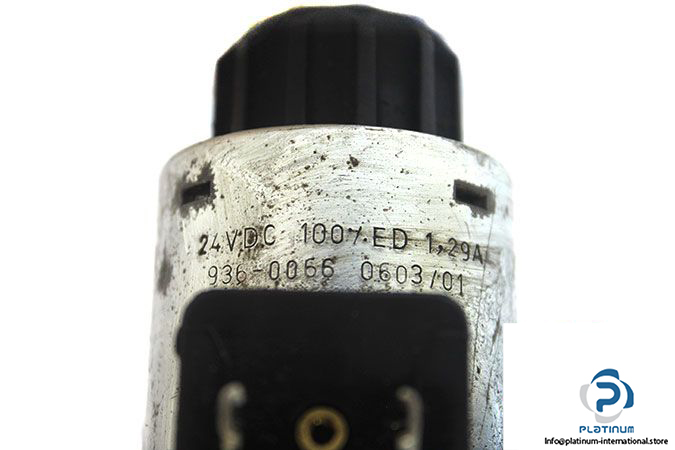 24VDC 100% ED 1,29A
936-0066 0603/01
PLATINUM
Info@platinum-international.store